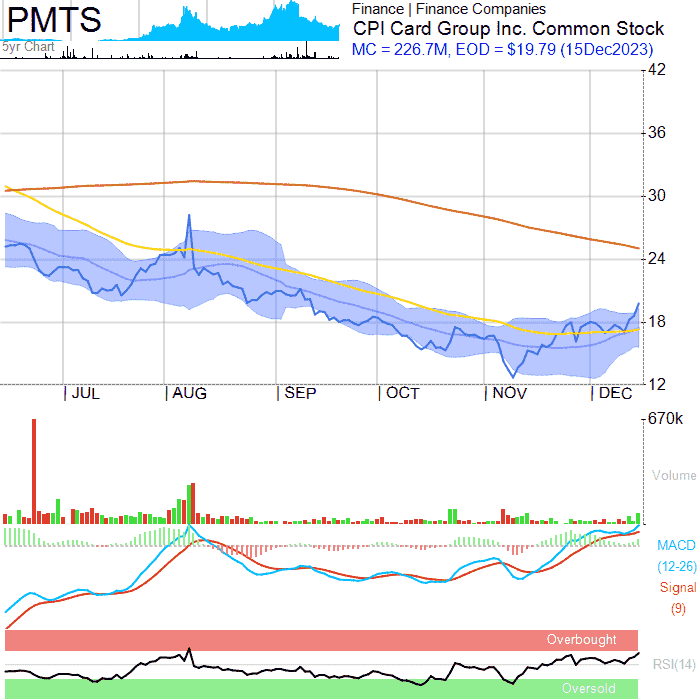 PMTS
5yr Chart
Finance | Finance Companies
CPI Card Group Inc. Common Stock
MC = 226.7M, EOD = $19.79 (15Dec2023)
42
36
30
24
18
12
JUL AUG SEP OCT NOV DEC
670k
Volume
MACD
(12-26)
Signal
(9)
Overbought
RSI(14)
Oversold